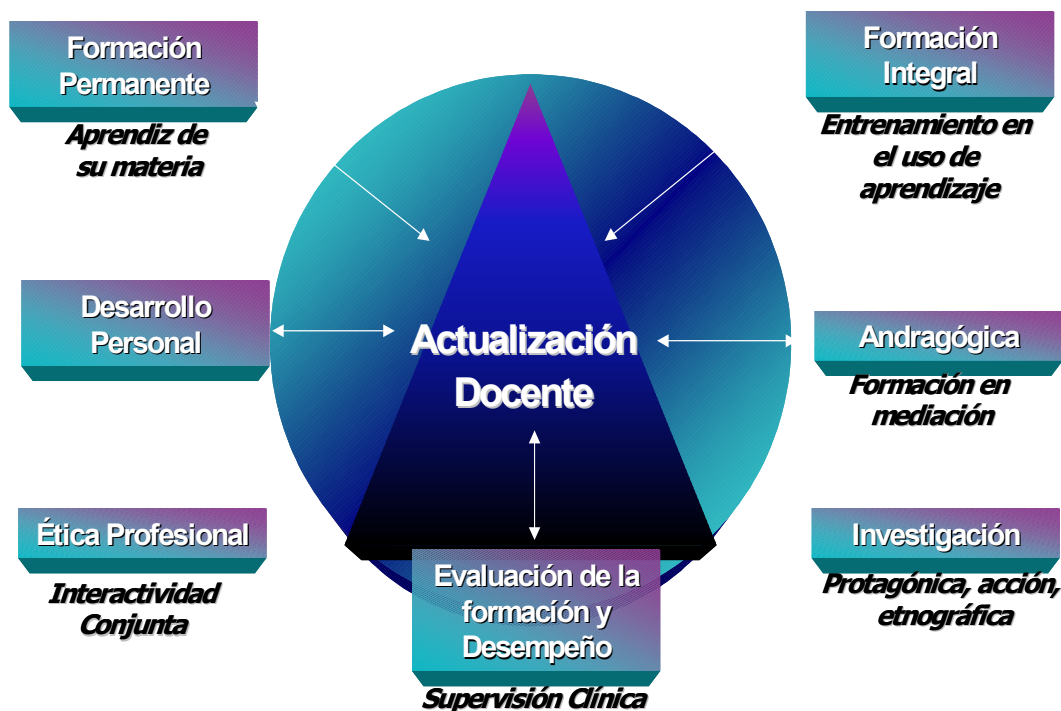 Formación
Permanente
Aprendiz de
su materia
Formación
Integral
Entrenamiento en
el uso de
aprendizaje
Desarrollo
Personal
Actualización
Docente
Andragógica
Formación en
mediación
Ética Profesional
Interactividad
Conjunta
Evaluación de la
formación y
Desempeño
Supervisión Clínica
Investigación
Protagónica, acción,
etnográfica